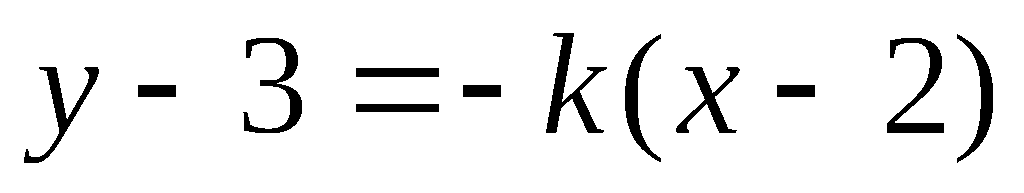 y - 3 = - k(x - 2)